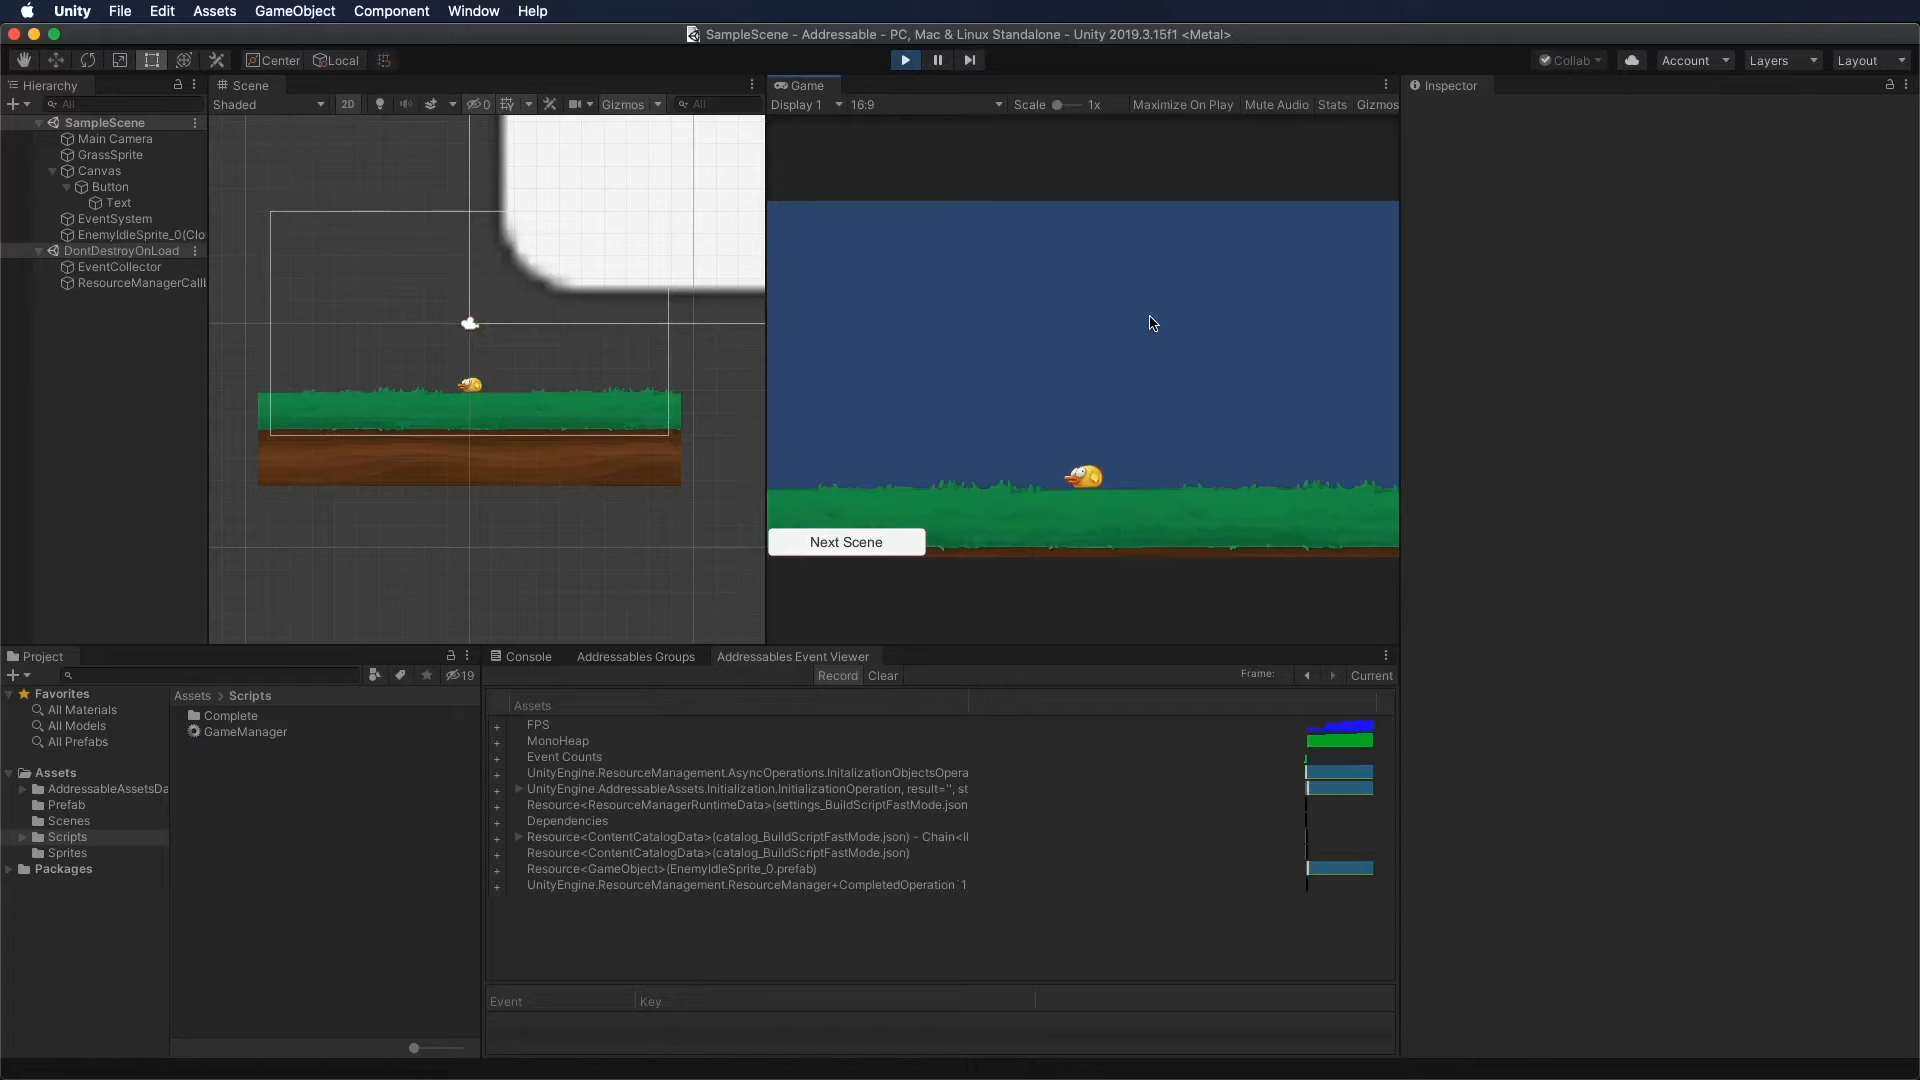 Unity File Edit Assets GameObject Component Window Help
SampleScene - Addressable - PC, Mac & Linux Standalone - Unity 2019.3.15f1 <Metal>
Center Local
Collab Account Layers Layout
Hierarchy
All
SampleScene
Main Camera
GrassSprite
Canvas
Button
Text
EventSystem
EnemyIdleSprite_0(Clo
DontDestroyOnLoad
EventCollector
ResourceManagerCall
Scene
Shaded 2D 0 Gizmos All
Game
Display 1 16:9 Scale 1x Maximize On Play Mute Audio Stats Gizmos
Next Scene
Inspector
Project
19
Favorites
All Materials
All Models
All Prefabs
Assets
AddressableAssetsDa
Prefab
Scenes
Scripts
Sprites
Packages
Assets > Scripts
Complete
GameManager
Console Addressables Groups Addressables Event Viewer
Record Clear Frame: Current
Assets
FPS
MonoHeap
Event Counts
UnityEngine.ResourceManagement.AsyncOperations.InitalizationObjectsOpera
UnityEngine.AddressableAssets.Initialization.InitializationOperation, result='', st
Resource<ResourceManagerRuntimeData>(settings_BuildScriptFastMode.json
Dependencies
Resource<ContentCatalogData>(catalog_BuildScriptFastMode.json) - Chain<II
Resource<ContentCatalogData>(catalog_BuildScriptFastMode.json)
Resource<GameObject>(EnemyIdleSprite_0.prefab)
UnityEngine.ResourceManagement.ResourceManager+CompletedOperation`1
Event Key